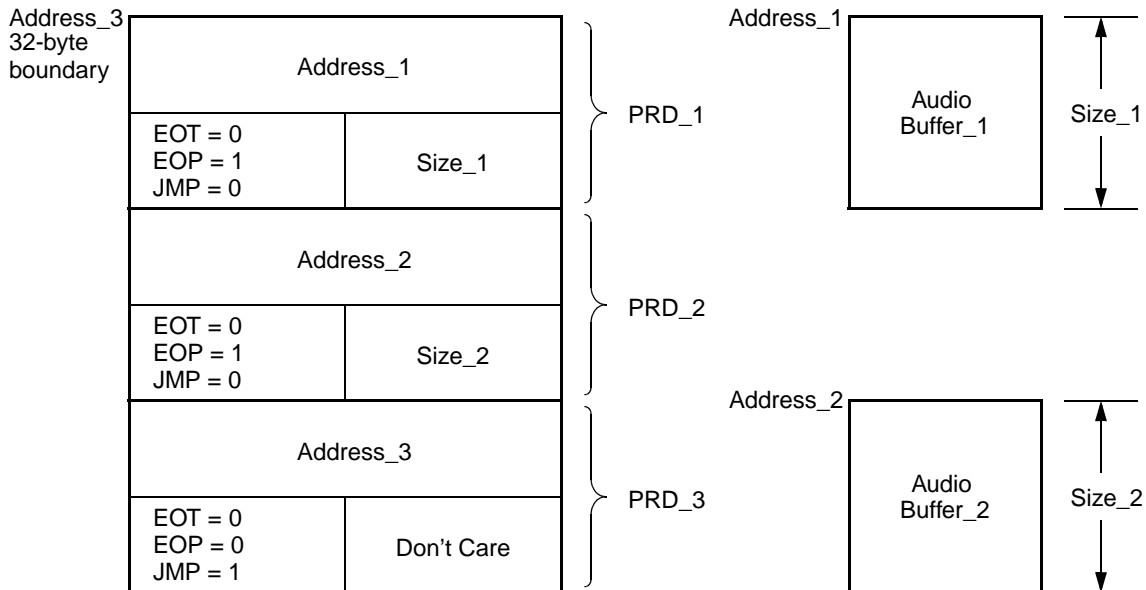 Address_3
32-byte
boundary
Address_1
EOT = 0
EOP = 1
JMP = 0
Size_1
PRD_1
Address_2
EOT = 0
EOP = 1
JMP = 0
Size_2
PRD_2
Address_3
EOT = 0
EOP = 0
JMP = 1
Don't Care
PRD_3
Address_1
Audio
Buffer_1
Size_1
Address_2
Audio
Buffer_2
Size_2